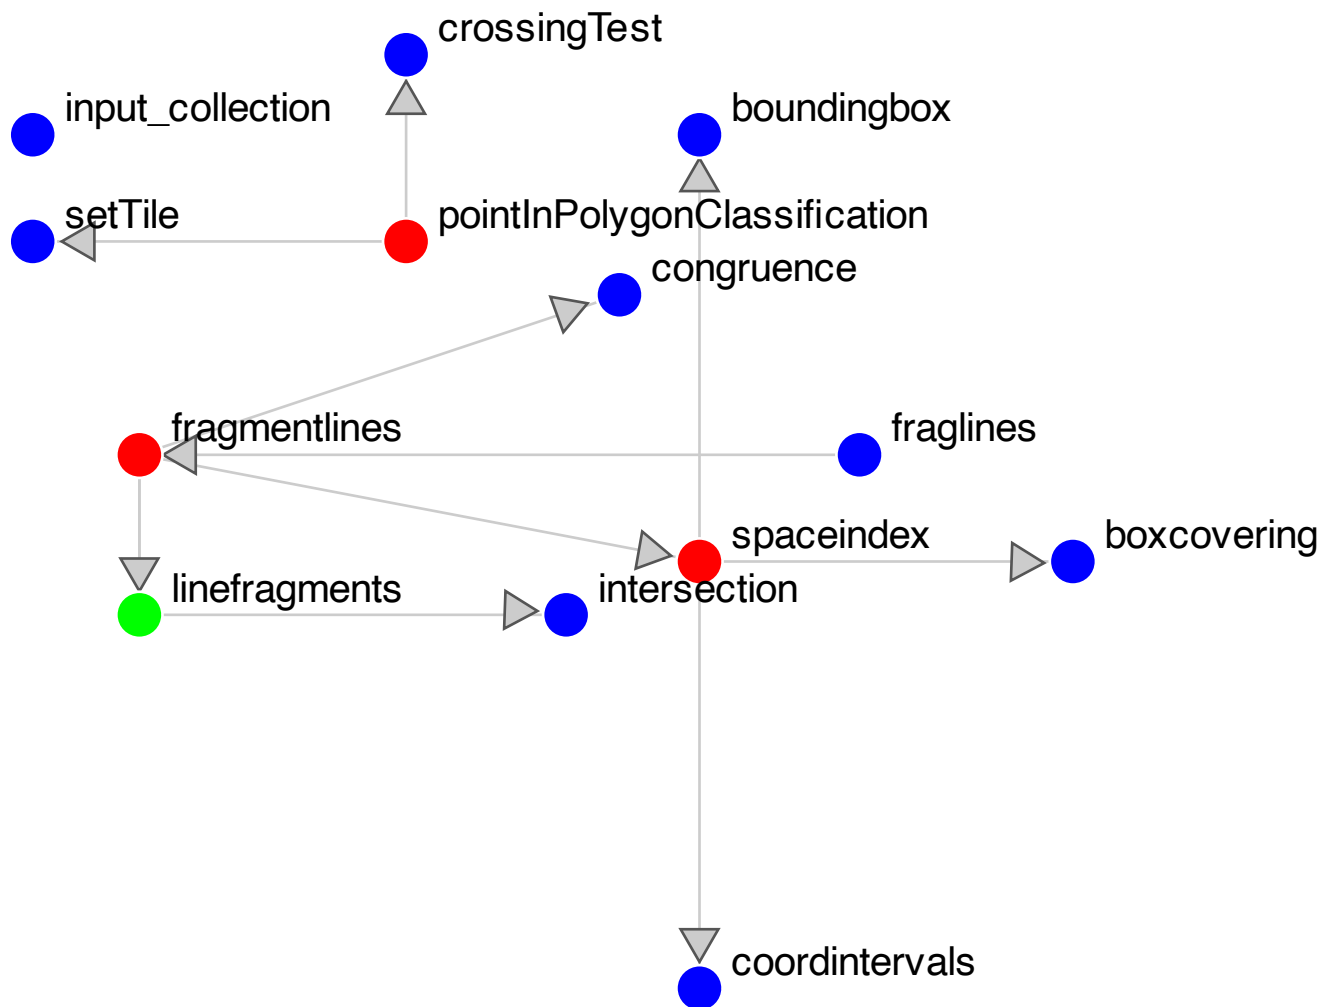 crossingTest
input_collection
boundingbox
setTile
pointInPolygonClassification
congruence
fragmentlines
fraglines
spaceindex
boxcovering
linefragments
intersection
coordintervals